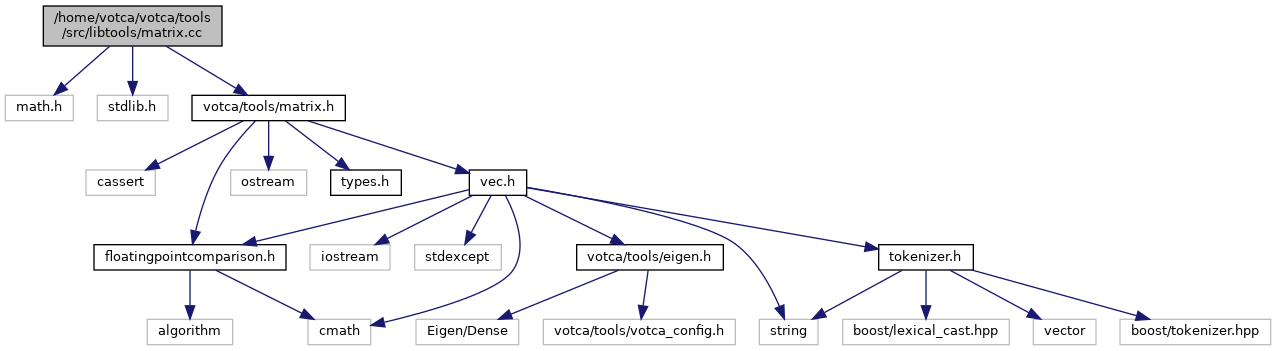 /home/votca/votca/tools
/src/libtools/matrix.cc
math.h
stdlib.h
votca/tools/matrix.h
cassert
ostream
types.h
vec.h
floatingpointcomparison.h
iostream
stdexcept
votca/tools/eigen.h
tokenizer.h
algorithm
cmath
Eigen/Dense
votca/tools/votca_config.h
string
boost/lexical_cast.hpp
vector
boost/tokenizer.hpp